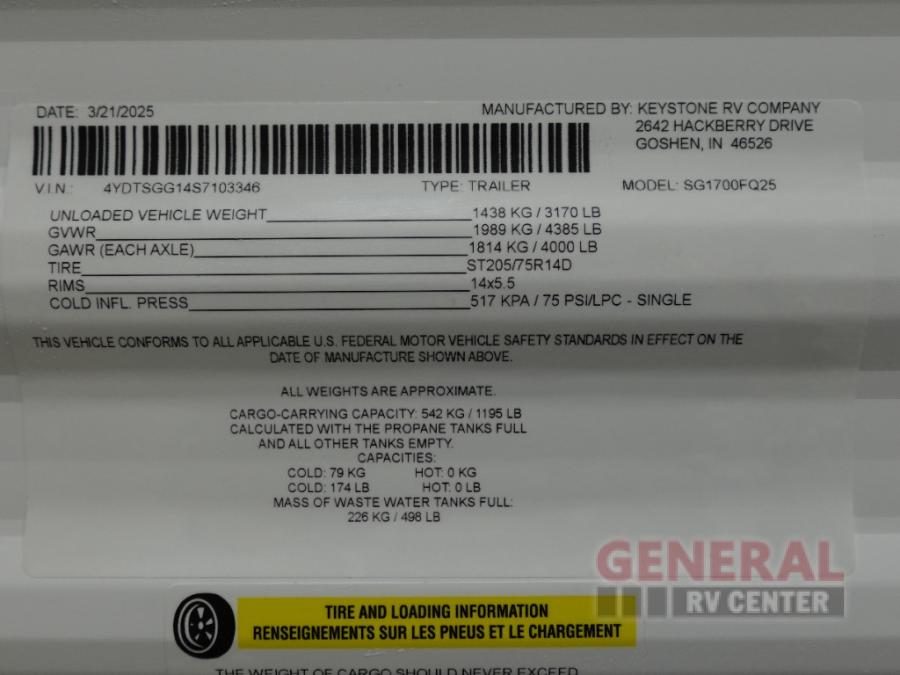 DATE: 3/21/2025
MANUFACTURED BY: KEYSTONE RV COMPANY
2642 HACKBERRY DRIVE
GOSHEN, IN 46526
V.I.N.: 4YDTSGG14S7103346 TYPE: TRAILER MODEL: SG1700FQ25
UNLOADED VEHICLE WEIGHT 1438 KG / 3170 LB
GVWR 1989 KG / 4385 LB
GAWR (EACH AXLE) 1814 KG / 4000 LB
TIRE ST205/75R14D
RIMS 14x5.5
COLD INFL. PRESS 517 KPA / 75 PSI/LPC - SINGLE
THIS VEHICLE CONFORMS TO ALL APPLICABLE U.S. FEDERAL MOTOR VEHICLE SAFETY STANDARDS IN EFFECT ON THE
DATE OF MANUFACTURE SHOWN ABOVE.
ALL WEIGHTS ARE APPROXIMATE.
CARGO-CARRYING CAPACITY: 542 KG / 1195 LB
CALCULATED WITH THE PROPANE TANKS FULL
AND ALL OTHER TANKS EMPTY.
CAPACITIES:
COLD: 79 KG HOT: 0 KG
COLD: 174 LB HOT: 0 LB
MASS OF WASTE WATER TANKS FULL:
226 KG / 498 LB
GENERAL
RV CENTER
TIRE AND LOADING INFORMATION
RENSEIGNEMENTS SUR LES PNEUS ET LE CHARGEMENT
THE WEIGHT OF CARGO SHOULD NEVER EXCEED